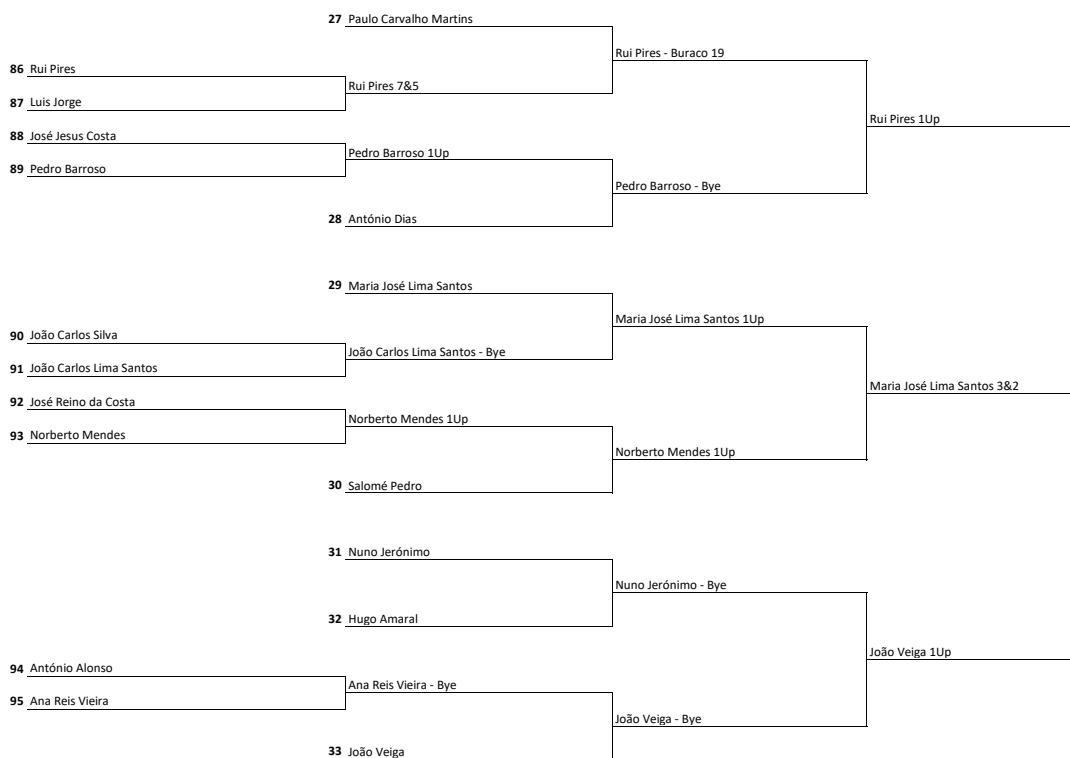 27 Paulo Carvalho Martins
Rui Pires - Buraco 19
86 Rui Pires
Rui Pires 7&5
87 Luis Jorge
Rui Pires 1Up
88 José Jesus Costa
Pedro Barroso 1Up
89 Pedro Barroso
Pedro Barroso - Bye
28 António Dias
29 Maria José Lima Santos
Maria José Lima Santos 1Up
90 João Carlos Silva
João Carlos Lima Santos - Bye
91 João Carlos Lima Santos
Maria José Lima Santos 3&2
92 José Reino da Costa
Norberto Mendes 1Up
93 Norberto Mendes
Norberto Mendes 1Up
30 Salomé Pedro
31 Nuno Jerónimo
Nuno Jerónimo - Bye
32 Hugo Amaral
João Veiga 1Up
94 António Alonso
Ana Reis Vieira - Bye
95 Ana Reis Vieira
João Veiga - Bye
33 João Veiga